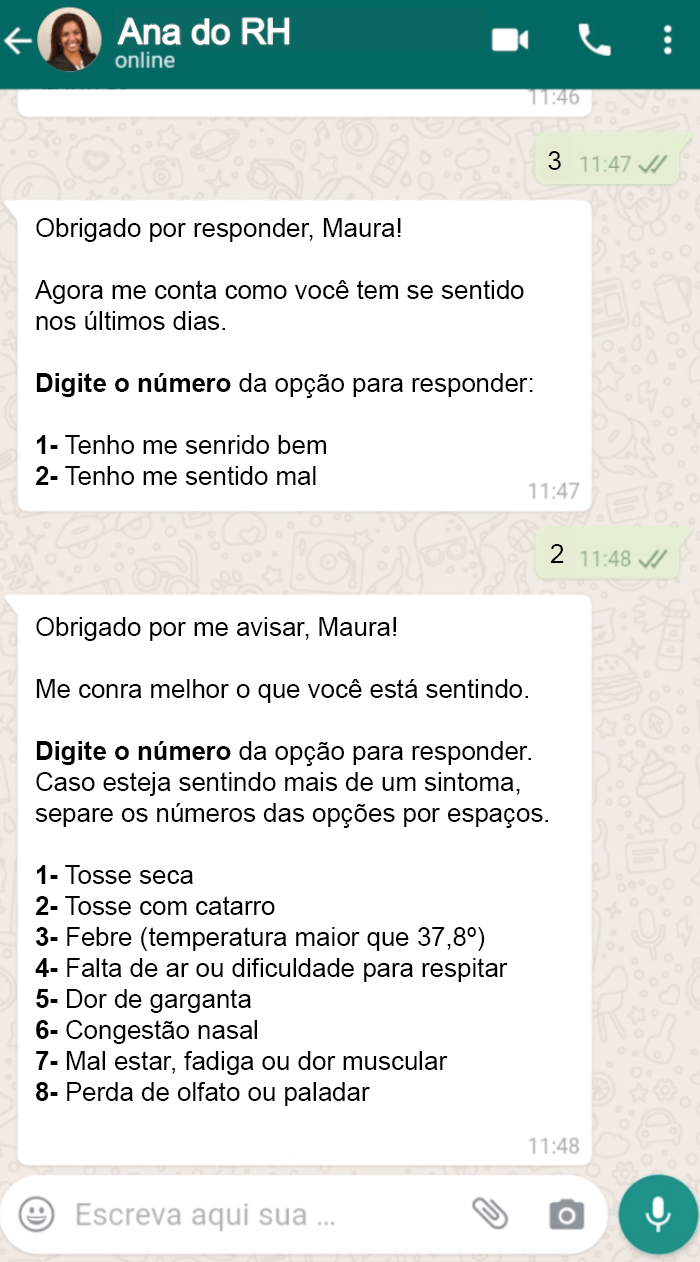 Ana do RH
online
11:46
3 11:47
Obrigado por responder, Maura!
Agora me conta como você tem se sentido
nos últimos dias.
Digite o número da opção para responder:
1- Tenho me senrido bem
2- Tenho me sentido mal
11:47
2 11:48
Obrigado por me avisar, Maura!
Me conra melhor o que você está sentindo.
Digite o número da opção para responder.
Caso esteja sentindo mais de um sintoma,
separe os números das opções por espaços.
1- Tosse seca
2- Tosse com catarro
3- Febre (temperatura maior que 37,8º)
4- Falta de ar ou dificuldade para respitar
5- Dor de garganta
6- Congestão nasal
7- Mal estar, fadiga ou dor muscular
8- Perda de olfato ou paladar
11:48
Escreva aqui sua ...